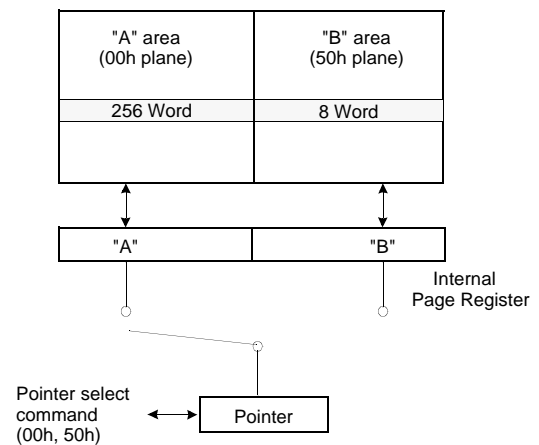 "A" area
(00h plane)
"B" area
(50h plane)
256 Word
8 Word
"A"
"B"
Internal
Page Register
Pointer select
command
(00h, 50h)
Pointer